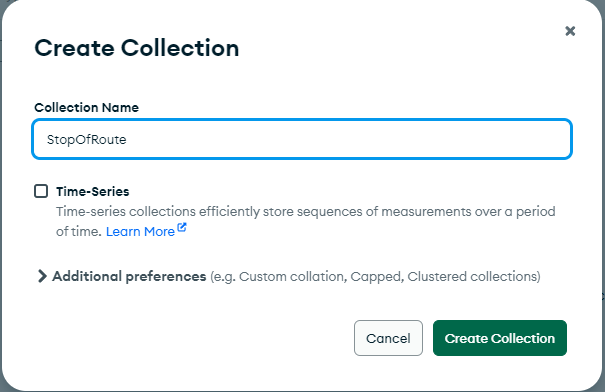 Create Collection
Collection Name
StopOfRoute
Time-Series
Time-series collections efficiently store sequences of measurements over a period
of time. Learn More
Additional preferences (e.g. Custom collation, Capped, Clustered collections)
Cancel
Create Collection